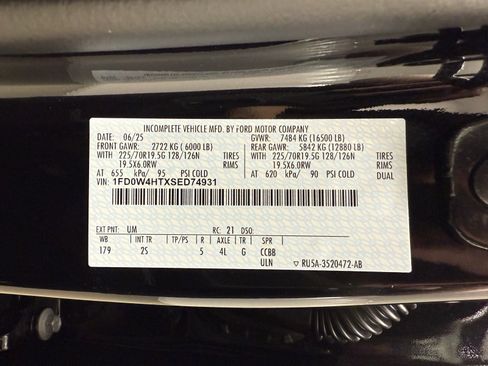 INCOMPLETE VEHICLE MFD. BY FORD MOTOR COMPANY
DATE: 06/25 GVWR: 7484 KG (16500 LB)
FRONT GAWR: 2722 KG (6000 LB) REAR GAWR: 5842 KG (12880 LB)
WITH 225/70R19.5G 128/126N TIRES WITH 225/70R19.5G 128/126N TIRES
19.5X6.0RW RIMS 19.5X6.0RW RIMS
AT 655 kPa/ 95 PSI COLD AT 620 kPa/ 90 PSI COLD DUAL
VIN: 1FD0W4HTXSED74931
EXT PNT: UM RC: 21 DSO:
WB INT TR TP/PS R AXLE TR SPR
179 2S 5 4L G CCBB
ULN ▽ RU5A-3520472-AB